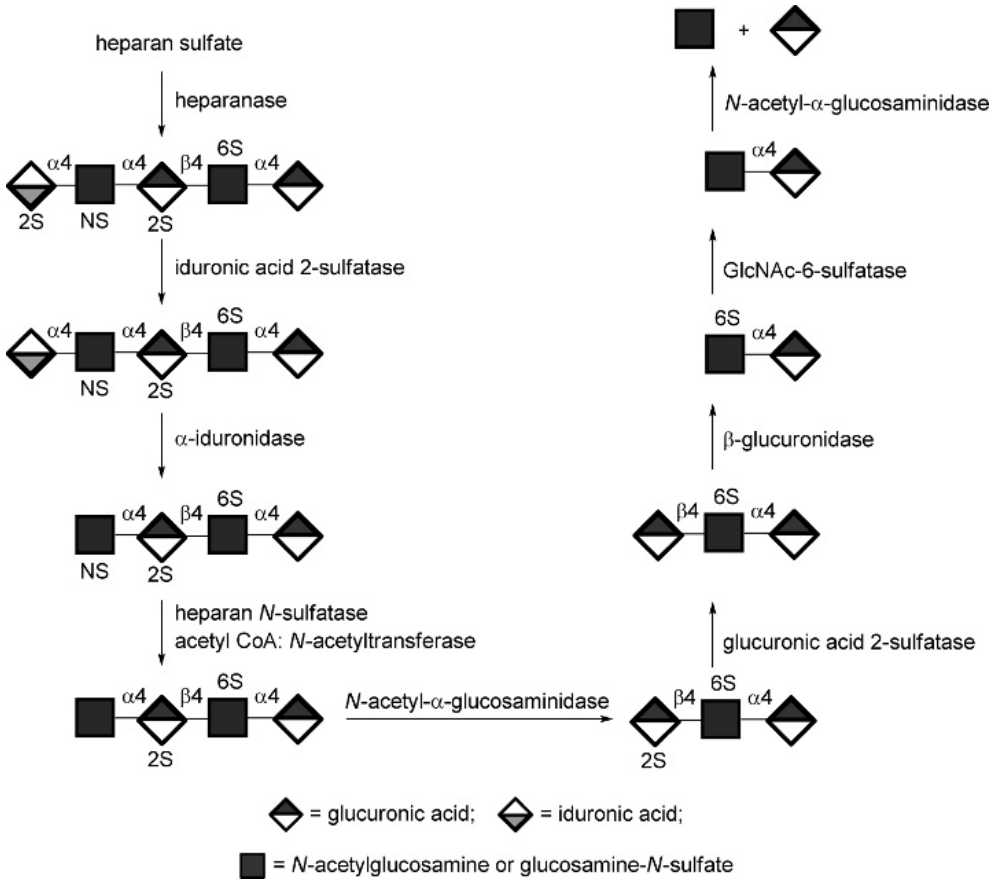 heparan sulfate
heparanase
6S
α4 α4 β4 α4
2S NS 2S
iduronic acid 2-sulfatase
6S
α4 α4 β4 α4
NS 2S
α-iduronidase
6S
α4 β4 α4
NS 2S
heparan N-sulfatase
acetyl CoA: N-acetyltransferase
6S
α4 β4 α4
2S
N-acetyl-α-glucosaminidase
6S
β4 α4
2S
glucuronic acid 2-sulfatase
6S
β4 α4
β-glucuronidase
6S
α4
GlcNAc-6-sulfatase
α4
N-acetyl-α-glucosaminidase
+
= glucuronic acid; = iduronic acid;
= N-acetylglucosamine or glucosamine-N-sulfate